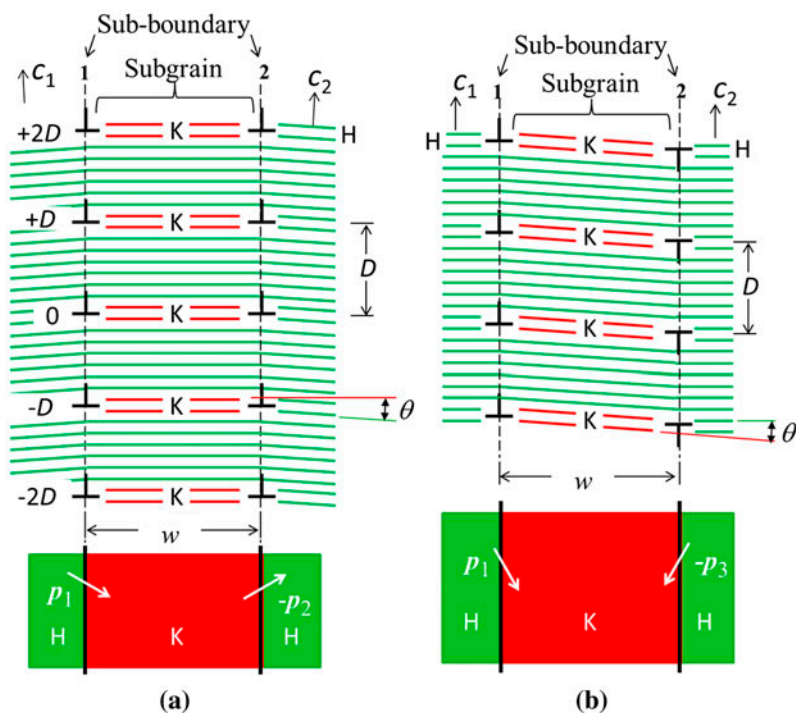 Sub-boundary
1 2
c1 Subgrain c2
+2D K H
+D K
D
0 K
-D K θ
-2D K
w
p1 -p2
H K H
(a)
Sub-boundary
1 2
c1 Subgrain c2
H K H
K
D
K
K θ
w
p1 -p3
H K H
(b)